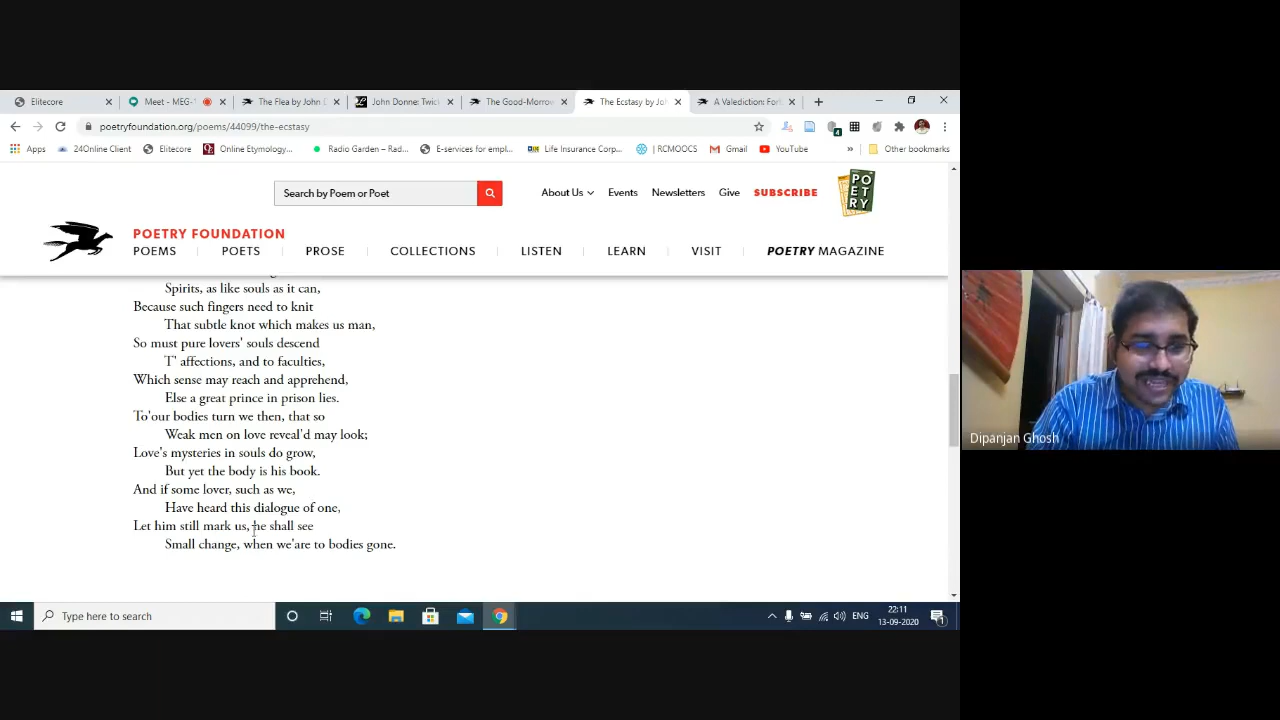 Elitecore
Meet - MEG-
The Flea by John D
John Donne: Twic
The Good-Morrow
The Ecstasy by Joh
A Valediction: Forb
poetryfoundation.org/poems/44099/the-ecstasy
4
Apps
24Online Client
Elitecore
Online Etymology...
Radio Garden – Rad...
E-services for empl...
Life Insurance Corp...
| RCMOOCS
Gmail
YouTube
»
Other bookmarks
Search by Poem or Poet
About Us
Events
Newsletters
Give
SUBSCRIBE
PO
ET
RY
POETRY FOUNDATION
POEMS
POETS
PROSE
COLLECTIONS
LISTEN
LEARN
VISIT
POETRY MAGAZINE
Spirits, as like souls as it can,
Because such fingers need to knit
That subtle knot which makes us man,
So must pure lovers' souls descend
T' affections, and to faculties,
Which sense may reach and apprehend,
Else a great prince in prison lies.
To'our bodies turn we then, that so
Weak men on love reveal'd may look;
Love's mysteries in souls do grow,
But yet the body is his book.
And if some lover, such as we,
Have heard this dialogue of one,
Let him still mark us, he shall see
Small change, when we'are to bodies gone.
Dipanjan Ghosh
Type here to search
ENG
22:11
13-09-2020
1